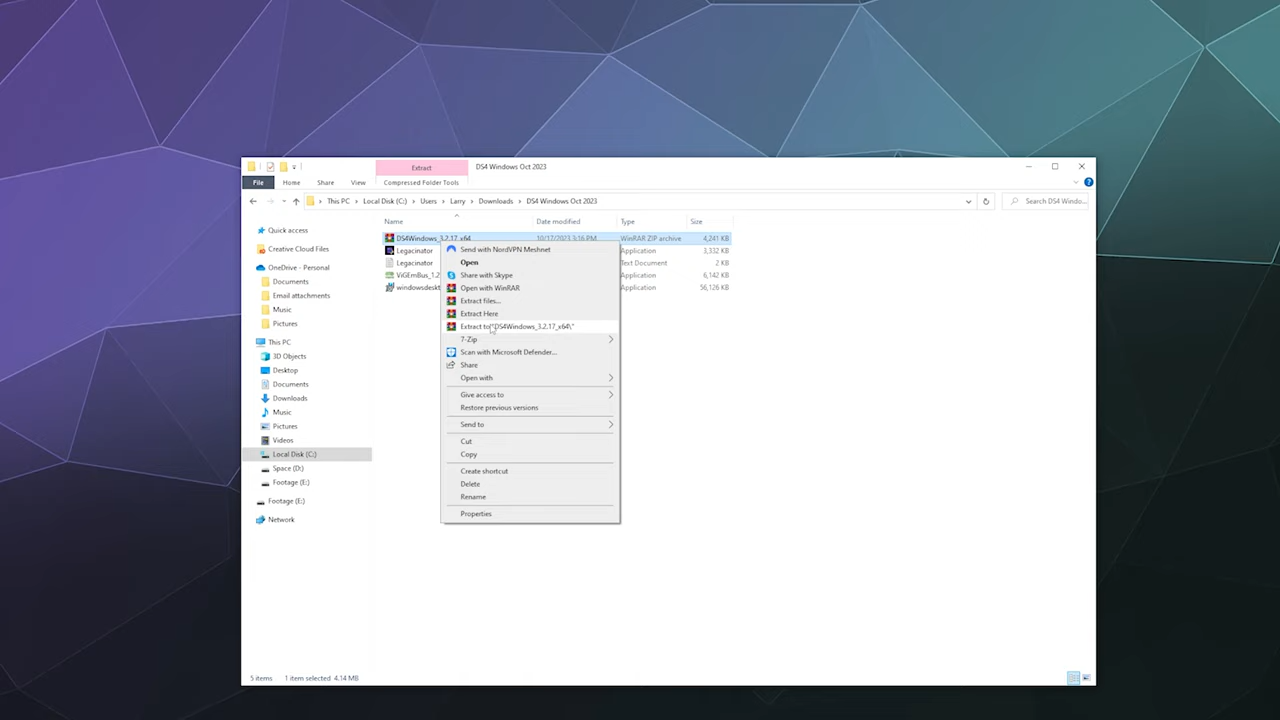 Extract
DS4 Windows Oct 2023
File Home Share View Compressed Folder Tools
This PC > Local Disk (C:) > Users > Larry > Downloads > DS4 Windows Oct 2023
Search DS4 Windo...
Name Date modified Type Size
Quick access
Creative Cloud Files
OneDrive - Personal
Documents
Email attachments
Music
Pictures
This PC
3D Objects
Desktop
Documents
Downloads
Music
Pictures
Videos
Local Disk (C:)
Space (D:)
Footage (E:)
Footage (E:)
Network
DS4Windows_3.2.17_x64 10/17/2023 3:16 PM WinRAR ZIP archive 4,241 KB
Legacinator Application 3,332 KB
Legacinator Text Document 2 KB
ViGEmBus_1.2 Application 6,142 KB
windowsdeskt Application 56,126 KB
Send with NordVPN Meshnet
Open
Share with Skype
Open with WinRAR
Extract files...
Extract Here
Extract to "DS4Windows_3.2.17_x64\"
7-Zip
Scan with Microsoft Defender...
Share
Open with
Give access to
Restore previous versions
Send to
Cut
Copy
Create shortcut
Delete
Rename
Properties
5 items 1 item selected 4.14 MB